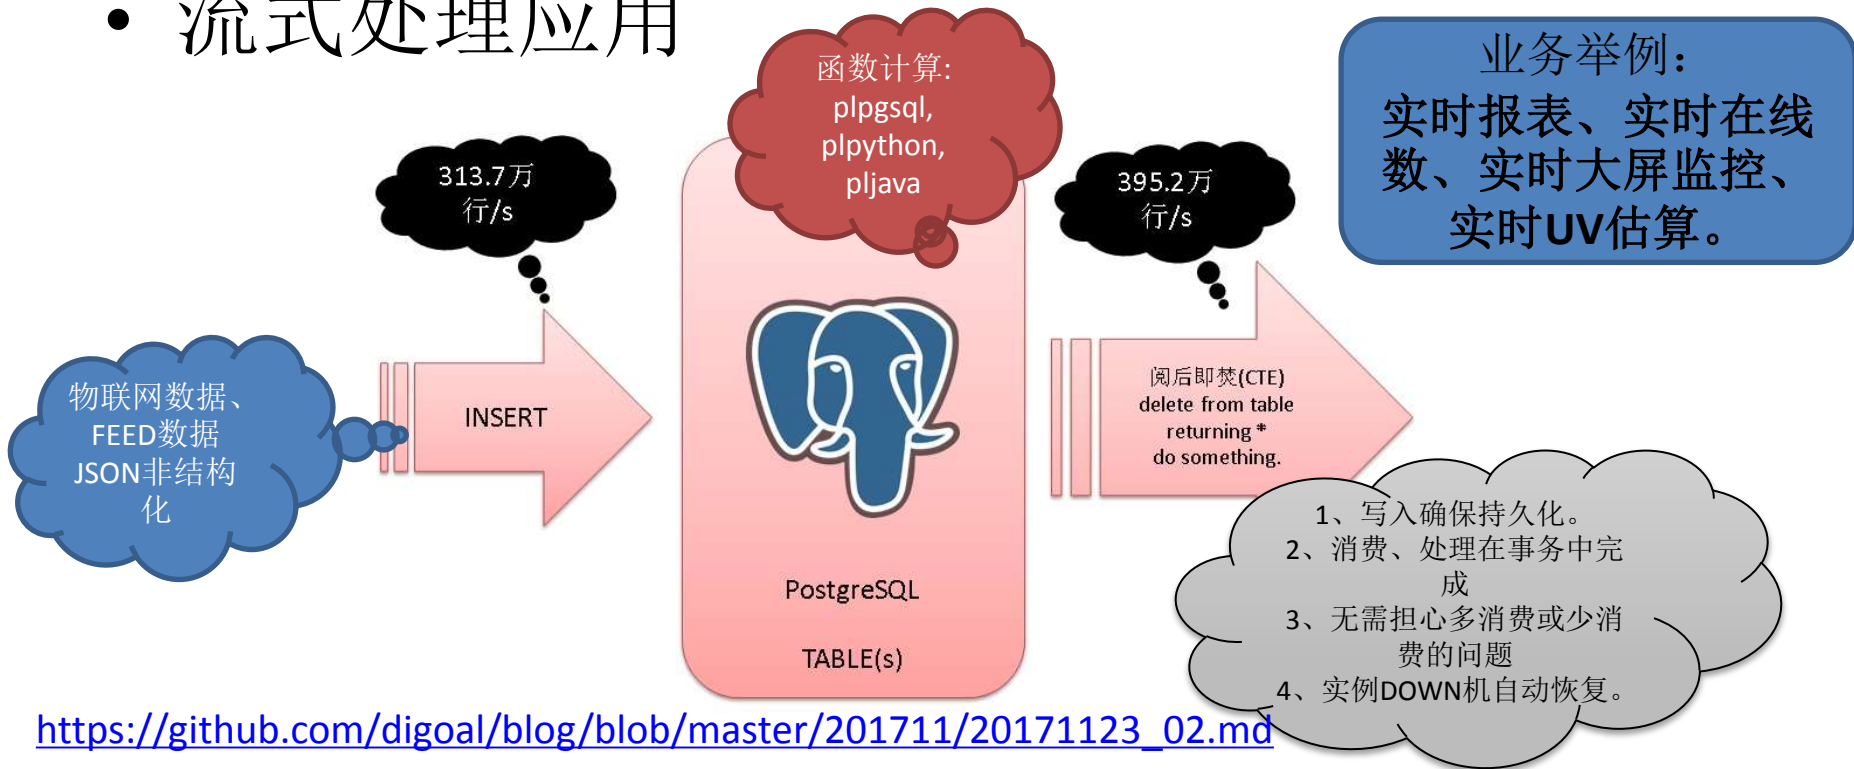 • 流式处理应用
函数计算:
plpgsql,
plpython,
pljava
业务举例：
实时报表、实时在线
数、实时大屏监控、
实时UV估算。
313.7万
行/s
395.2万
行/s
物联网数据、
FEED数据
JSON非结构
化
INSERT
阅后即焚(CTE)
delete from table
returning *
do something.
PostgreSQL
TABLE(s)
1、写入确保持久化。
2、消费、处理在事务中完
成
3、无需担心多消费或少消
费的问题
4、实例DOWN机自动恢复。
https://github.com/digoal/blog/blob/master/201711/20171123_02.md